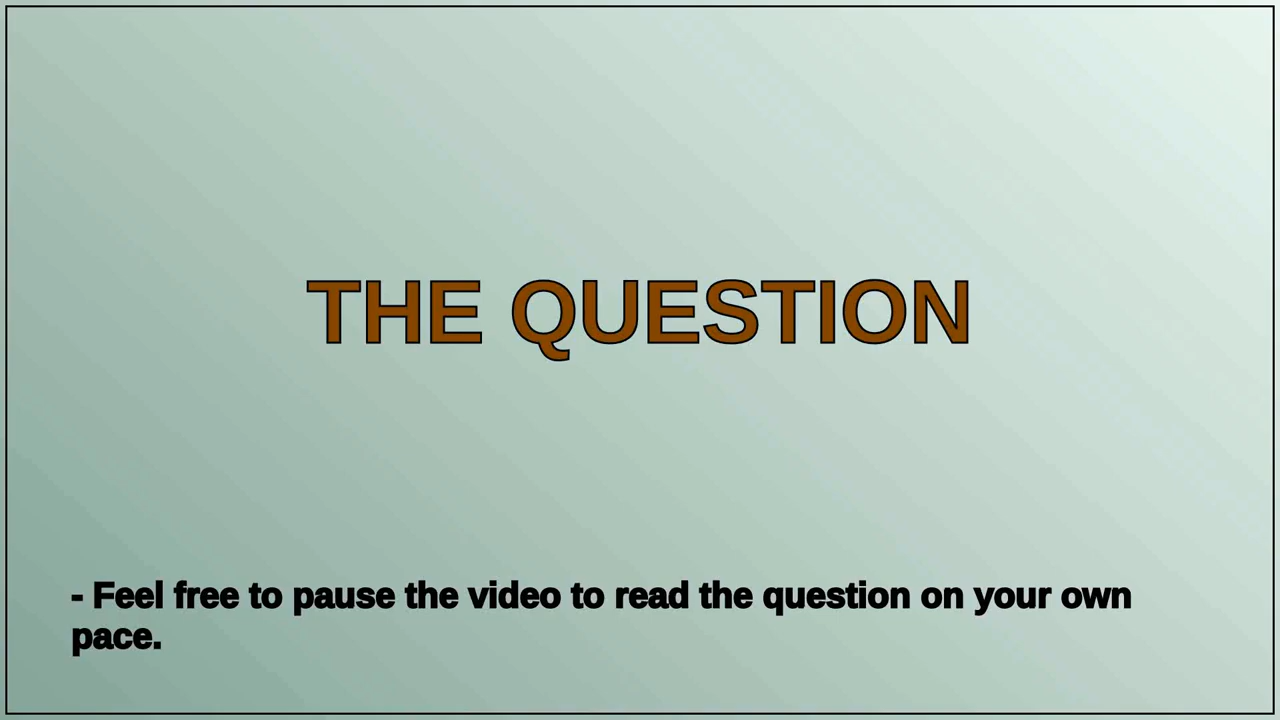 THE QUESTION
- Feel free to pause the video to read the question on your own
pace.